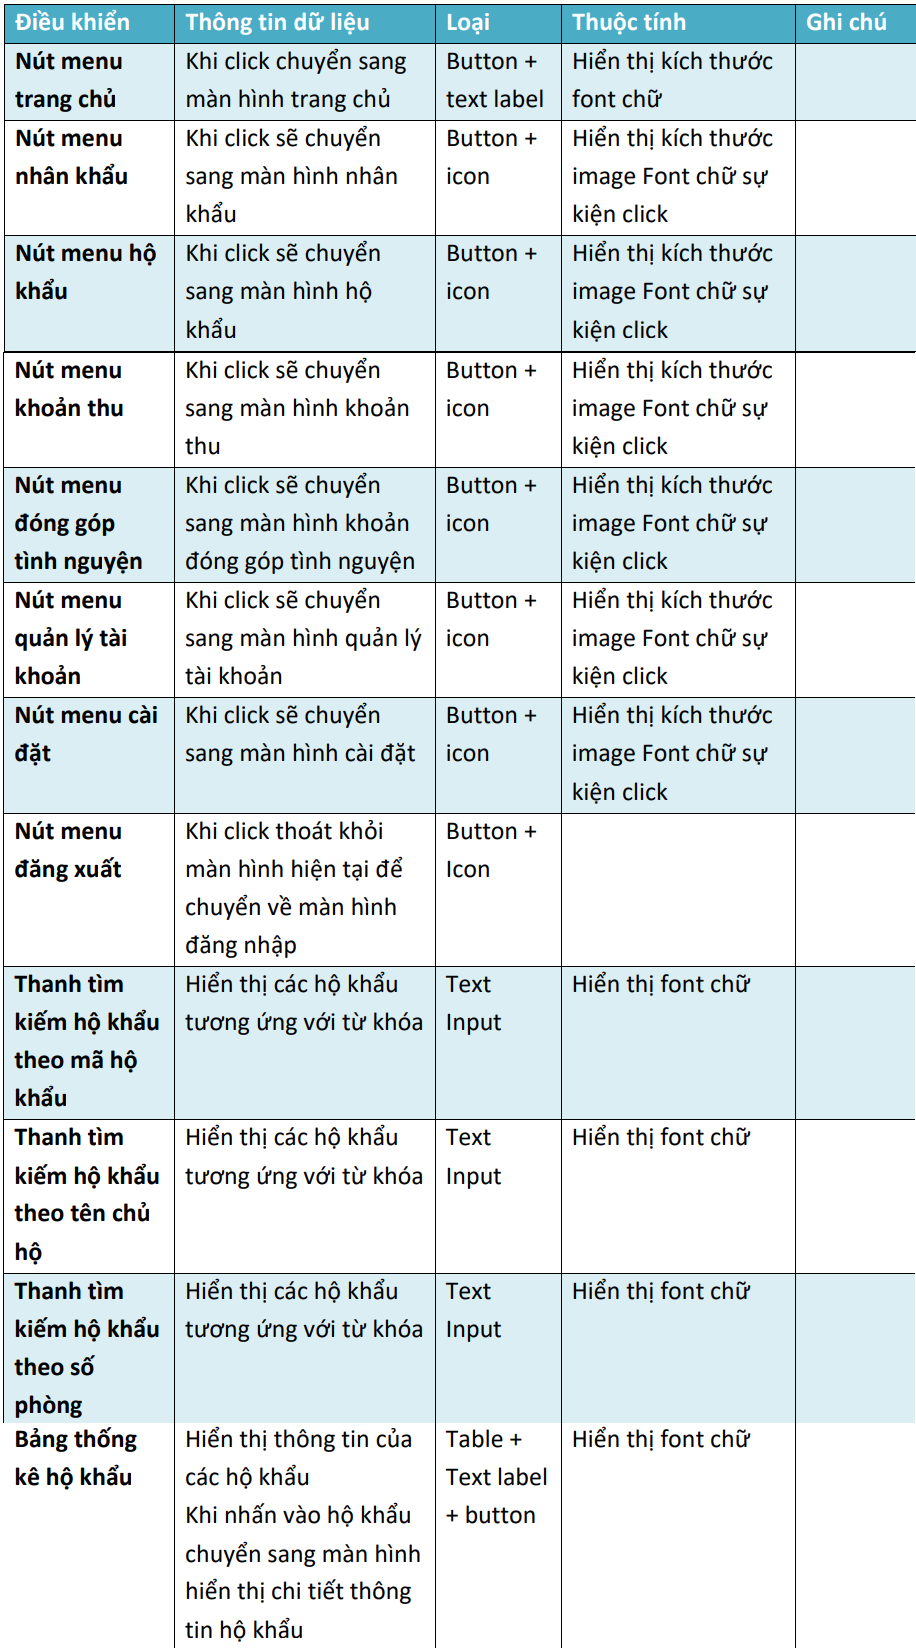 Điều khiển Thông tin dữ liệu Loại Thuộc tính Ghi chú
Nút menu
trang chủ
Khi click chuyển sang
màn hình trang chủ
Button +
text label
Hiển thị kích thước
font chữ
Nút menu
nhân khẩu
Khi click sẽ chuyển
sang màn hình nhân
khẩu
Button +
icon
Hiển thị kích thước
image Font chữ sự
kiện click
Nút menu hộ
khẩu
Khi click sẽ chuyển
sang màn hình hộ
khẩu
Button +
icon
Hiển thị kích thước
image Font chữ sự
kiện click
Nút menu
khoản thu
Khi click sẽ chuyển
sang màn hình khoản
thu
Button +
icon
Hiển thị kích thước
image Font chữ sự
kiện click
Nút menu
đóng góp
tình nguyện
Khi click sẽ chuyển
sang màn hình khoản
đóng góp tình nguyện
Button +
icon
Hiển thị kích thước
image Font chữ sự
kiện click
Nút menu
quản lý tài
khoản
Khi click sẽ chuyển
sang màn hình quản lý
tài khoản
Button +
icon
Hiển thị kích thước
image Font chữ sự
kiện click
Nút menu cài
đặt
Khi click sẽ chuyển
sang màn hình cài đặt
Button +
icon
Hiển thị kích thước
image Font chữ sự
kiện click
Nút menu
đăng xuất
Khi click thoát khỏi
màn hình hiện tại để
chuyển về màn hình
đăng nhập
Button +
Icon
Thanh tìm
kiếm hộ khẩu
theo mã hộ
khẩu
Hiển thị các hộ khẩu
tương ứng với từ khóa
Text
Input
Hiển thị font chữ
Thanh tìm
kiếm hộ khẩu
theo tên chủ
hộ
Hiển thị các hộ khẩu
tương ứng với từ khóa
Text
Input
Hiển thị font chữ
Thanh tìm
kiếm hộ khẩu
theo số
phòng
Hiển thị các hộ khẩu
tương ứng với từ khóa
Text
Input
Hiển thị font chữ
Bảng thống
kê hộ khẩu
Hiển thị thông tin của
các hộ khẩu
Khi nhấn vào hộ khẩu
chuyển sang màn hình
hiển thị chi tiết thông
tin hộ khẩu
Table +
Text label
+ button
Hiển thị font chữ